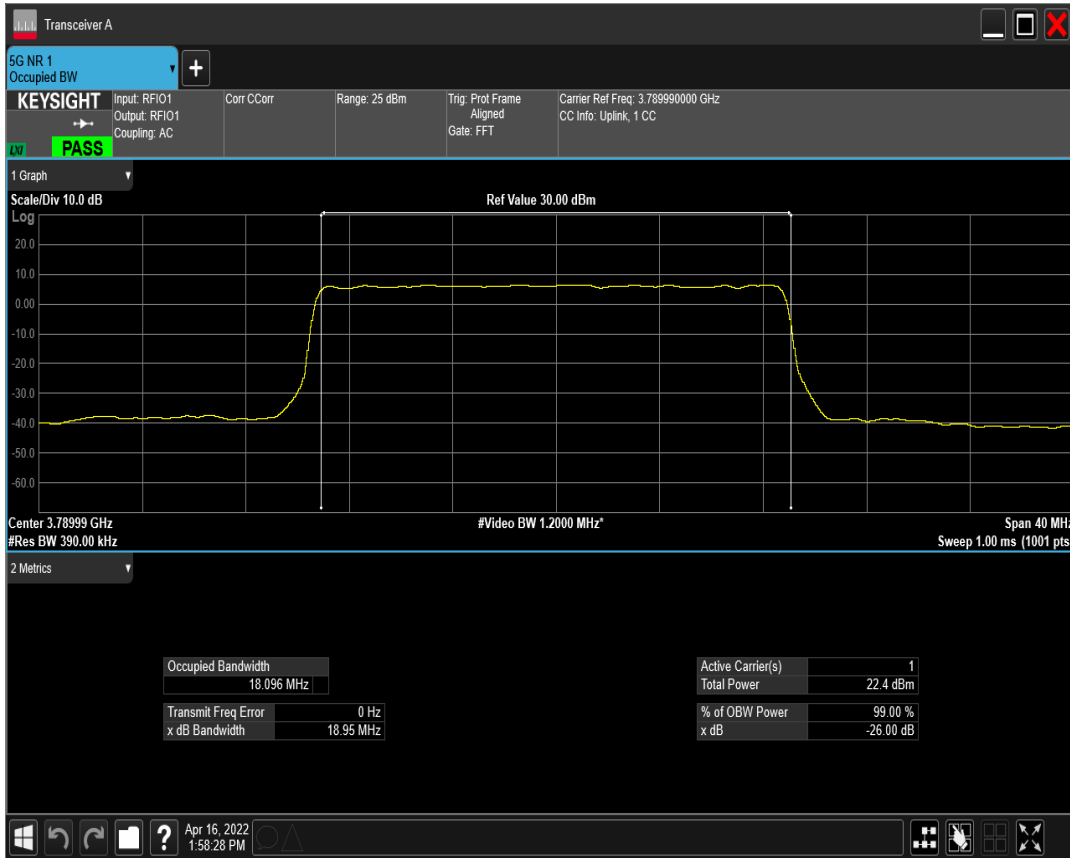 Transceiver A
5G NR 1
Occupied BW
KEYSIGHT
LXI
PASS
Input: RFIO1
Output: RFIO1
Coupling: AC
Corr CCorr
Range: 25 dBm
Trig: Prot Frame
Aligned
Gate: FFT
Carrier Ref Freq: 3.789990000 GHz
CC Info: Uplink, 1 CC
1 Graph
Scale/Div 10.0 dB
Ref Value 30.00 dBm
Log
20.0
10.0
0.00
-10.0
-20.0
-30.0
-40.0
-50.0
-60.0
Center 3.78999 GHz
#Video BW 1.2000 MHz*
Span 40 MHz
#Res BW 390.00 kHz
Sweep 1.00 ms (1001 pts
2 Metrics
Occupied Bandwidth
18.096 MHz
Transmit Freq Error 0 Hz
x dB Bandwidth 18.95 MHz
Active Carrier(s) 1
Total Power 22.4 dBm
% of OBW Power 99.00 %
x dB -26.00 dB
?
Apr 16, 2022
1:58:28 PM